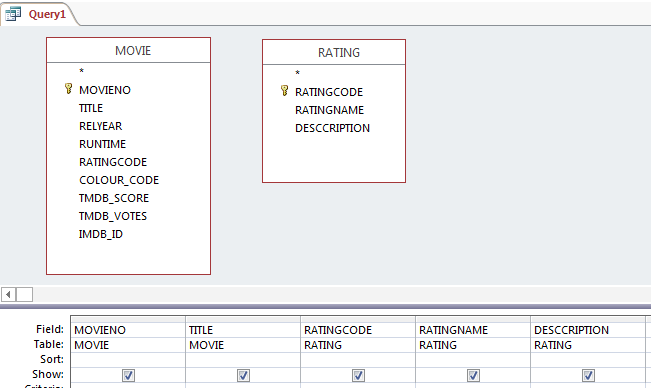 Query1
MOVIE
*
MOVIENO
TITLE
RELYEAR
RUNTIME
RATINGCODE
COLOUR_CODE
TMDB_SCORE
TMDB_VOTES
IMDB_ID
RATING
*
RATINGCODE
RATINGNAME
DESCCRIPTION
Field: MOVIENO TITLE RATINGCODE RATINGNAME DESCCRIPTION
Table: MOVIE MOVIE RATING RATING RATING
Sort:
Show:
Criteria: